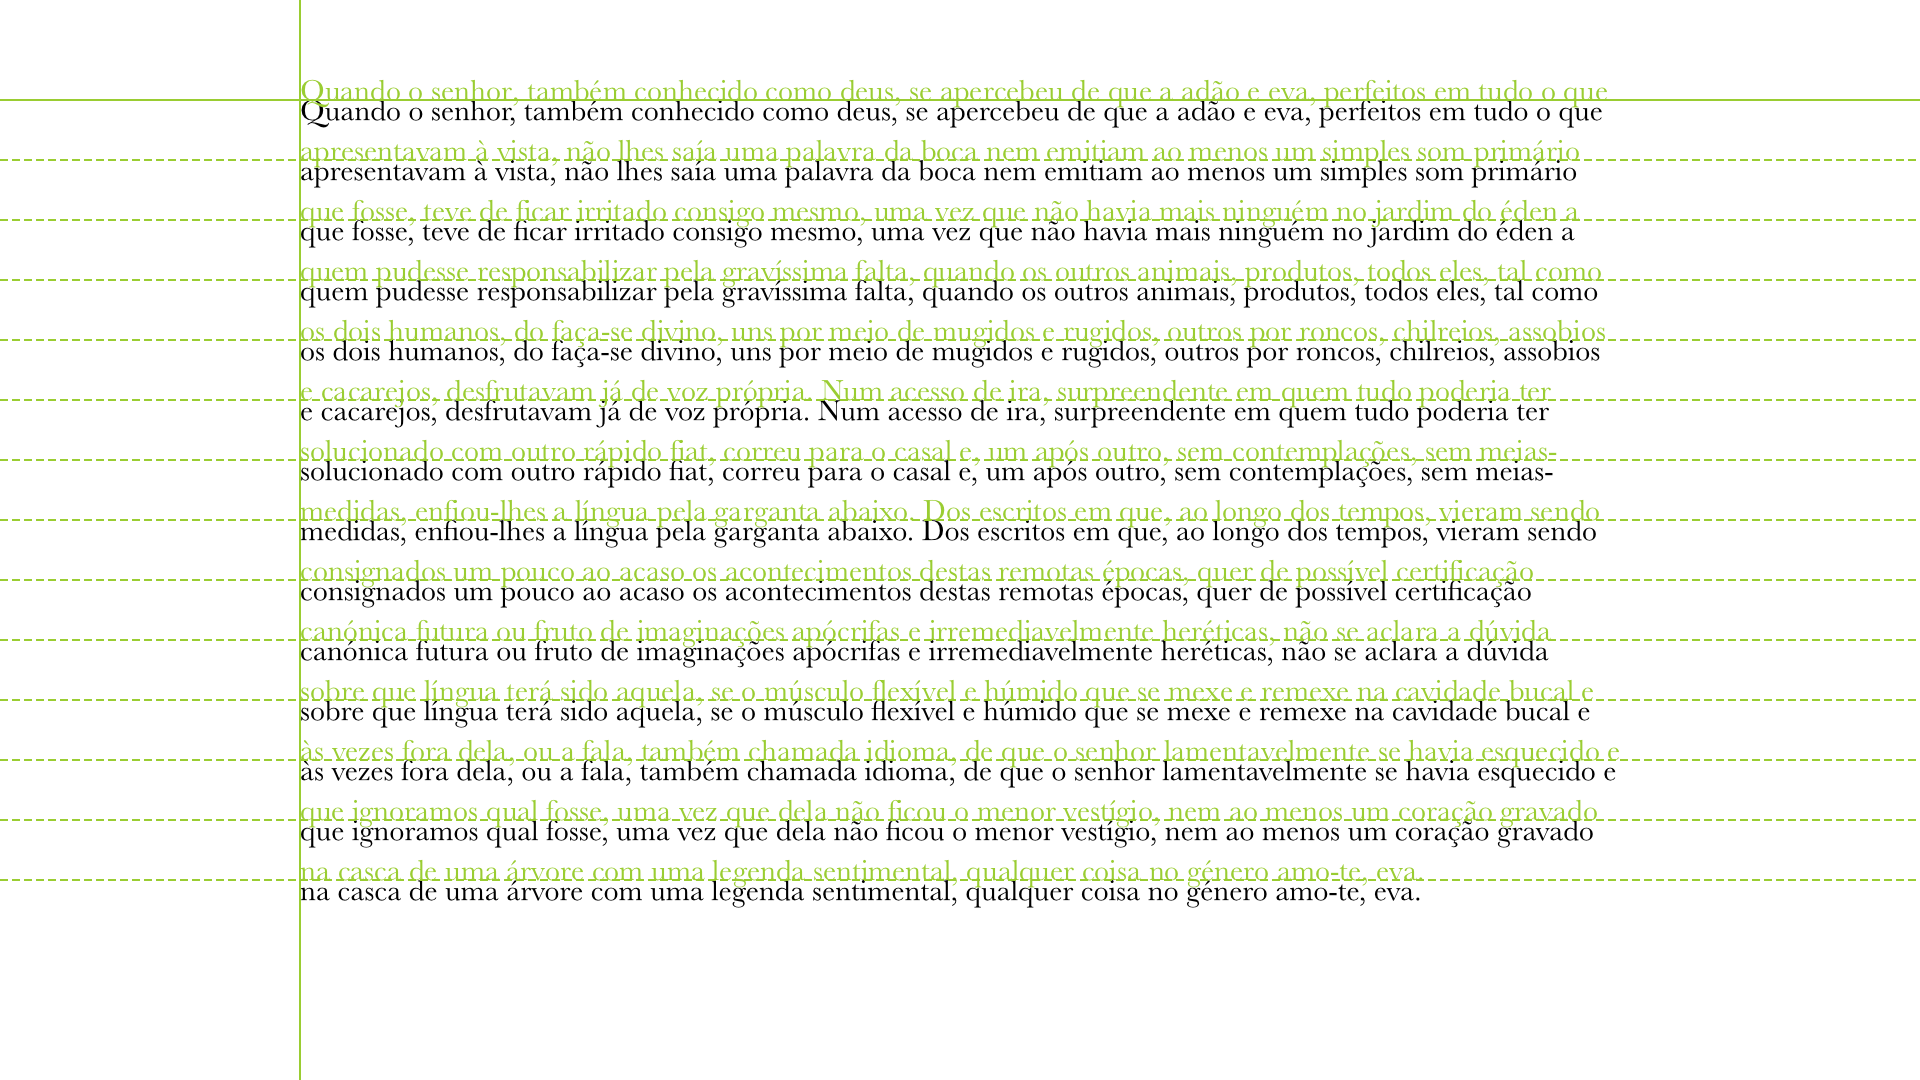 Quando o senhor, também conhecido como deus, se apercebeu de que a adão e eva, perfeitos em tudo o que
Quando o senhor, também conhecido como deus, se apercebeu de que a adão e eva, perfeitos em tudo o que
apresentavam à vista, não lhes saía uma palavra da boca nem emitiam ao menos um simples som primário
apresentavam à vista, não lhes saía uma palavra da boca nem emitiam ao menos um simples som primário
que fosse, teve de ficar irritado consigo mesmo, uma vez que não havia mais ninguém no jardim do éden a
que fosse, teve de ficar irritado consigo mesmo, uma vez que não havia mais ninguém no jardim do éden a
quem pudesse responsabilizar pela gravíssima falta, quando os outros animais, produtos, todos eles, tal como
quem pudesse responsabilizar pela gravíssima falta, quando os outros animais, produtos, todos eles, tal como
os dois humanos, do faça-se divino, uns por meio de mugidos e rugidos, outros por roncos, chilreios, assobios
os dois humanos, do faça-se divino, uns por meio de mugidos e rugidos, outros por roncos, chilreios, assobios
e cacarejos, desfrutavam já de voz própria. Num acesso de ira, surpreendente em quem tudo poderia ter
e cacarejos, desfrutavam já de voz própria. Num acesso de ira, surpreendente em quem tudo poderia ter
solucionado com outro rápido fiat, correu para o casal e, um após outro, sem contemplações, sem meias-
solucionado com outro rápido fiat, correu para o casal e, um após outro, sem contemplações, sem meias-
medidas, enfiou-lhes a língua pela garganta abaixo. Dos escritos em que, ao longo dos tempos, vieram sendo
medidas, enfiou-lhes a língua pela garganta abaixo. Dos escritos em que, ao longo dos tempos, vieram sendo
consignados um pouco ao acaso os acontecimentos destas remotas épocas, quer de possível certificação
consignados um pouco ao acaso os acontecimentos destas remotas épocas, quer de possível certificação
canónica futura ou fruto de imaginações apócrifas e irremediavelmente heréticas, não se aclara a dúvida
canónica futura ou fruto de imaginações apócrifas e irremediavelmente heréticas, não se aclara a dúvida
sobre que língua terá sido aquela, se o músculo flexível e húmido que se mexe e remexe na cavidade bucal e
sobre que língua terá sido aquela, se o músculo flexível e húmido que se mexe e remexe na cavidade bucal e
às vezes fora dela, ou a fala, também chamada idioma, de que o senhor lamentavelmente se havia esquecido e
às vezes fora dela, ou a fala, também chamada idioma, de que o senhor lamentavelmente se havia esquecido e
que ignoramos qual fosse, uma vez que dela não ficou o menor vestígio, nem ao menos um coração gravado
que ignoramos qual fosse, uma vez que dela não ficou o menor vestígio, nem ao menos um coração gravado
na casca de uma árvore com uma legenda sentimental, qualquer coisa no género amo-te, eva.
na casca de uma árvore com uma legenda sentimental, qualquer coisa no género amo-te, eva.